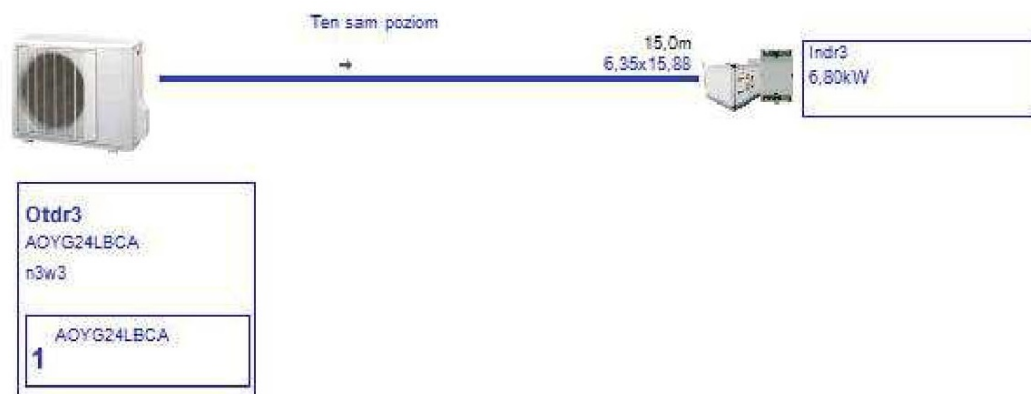 Ten sam poziom
15,0m
6,35x15,88
Indr3
6,80kW
Otdr3
AOYG24LBCA
n3w3
AOYG24LBCA
1